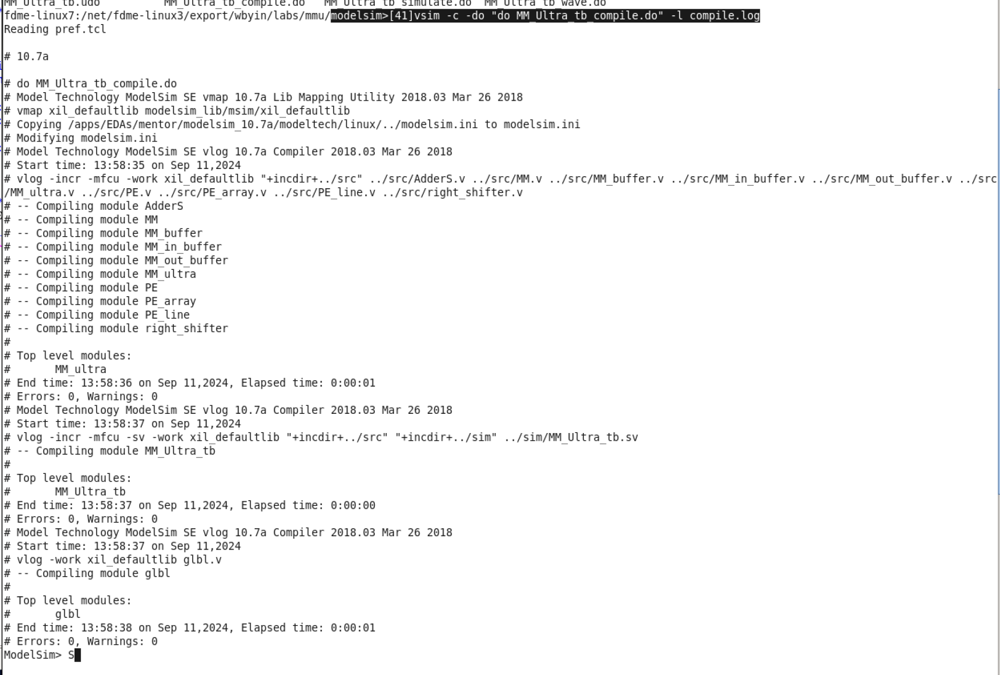 MM_Ultra_tb.udo          MM_Ultra_tb_compile.do   MM_Ultra_tb_simulate.do  MM_Ultra_tb_wave.do
fdme-linux7:/net/fdme-linux3/export/wbyin/labs/mmu/modelsim>[41]vsim -c -do "do MM_Ultra_tb_compile.do" -l compile.log
Reading pref.tcl

# 10.7a

# do MM_Ultra_tb_compile.do
# Model Technology ModelSim SE vmap 10.7a Lib Mapping Utility 2018.03 Mar 26 2018
# vmap xil_defaultlib modelsim_lib/msim/xil_defaultlib
# Copying /apps/EDAs/mentor/modelsim_10.7a/modeltech/linux/../modelsim.ini to modelsim.ini
# Modifying modelsim.ini
# Model Technology ModelSim SE vlog 10.7a Compiler 2018.03 Mar 26 2018
# Start time: 13:58:35 on Sep 11,2024
# vlog -incr -mfcu -work xil_defaultlib "+incdir+../src" ../src/AdderS.v ../src/MM.v ../src/MM_buffer.v ../src/MM_in_buffer.v ../src/MM_out_buffer.v ../src
/MM_ultra.v ../src/PE.v ../src/PE_array.v ../src/PE_line.v ../src/right_shifter.v
# -- Compiling module AdderS
# -- Compiling module MM
# -- Compiling module MM_buffer
# -- Compiling module MM_in_buffer
# -- Compiling module MM_out_buffer
# -- Compiling module MM_ultra
# -- Compiling module PE
# -- Compiling module PE_array
# -- Compiling module PE_line
# -- Compiling module right_shifter
#
# Top level modules:
#       MM_ultra
# End time: 13:58:36 on Sep 11,2024, Elapsed time: 0:00:01
# Errors: 0, Warnings: 0
# Model Technology ModelSim SE vlog 10.7a Compiler 2018.03 Mar 26 2018
# Start time: 13:58:37 on Sep 11,2024
# vlog -incr -mfcu -sv -work xil_defaultlib "+incdir+../src" "+incdir+../sim" ../sim/MM_Ultra_tb.sv
# -- Compiling module MM_Ultra_tb
#
# Top level modules:
#       MM_Ultra_tb
# End time: 13:58:37 on Sep 11,2024, Elapsed time: 0:00:00
# Errors: 0, Warnings: 0
# Model Technology ModelSim SE vlog 10.7a Compiler 2018.03 Mar 26 2018
# Start time: 13:58:37 on Sep 11,2024
# vlog -work xil_defaultlib glbl.v
# -- Compiling module glbl
#
# Top level modules:
#       glbl
# End time: 13:58:38 on Sep 11,2024, Elapsed time: 0:00:01
# Errors: 0, Warnings: 0
ModelSim> S